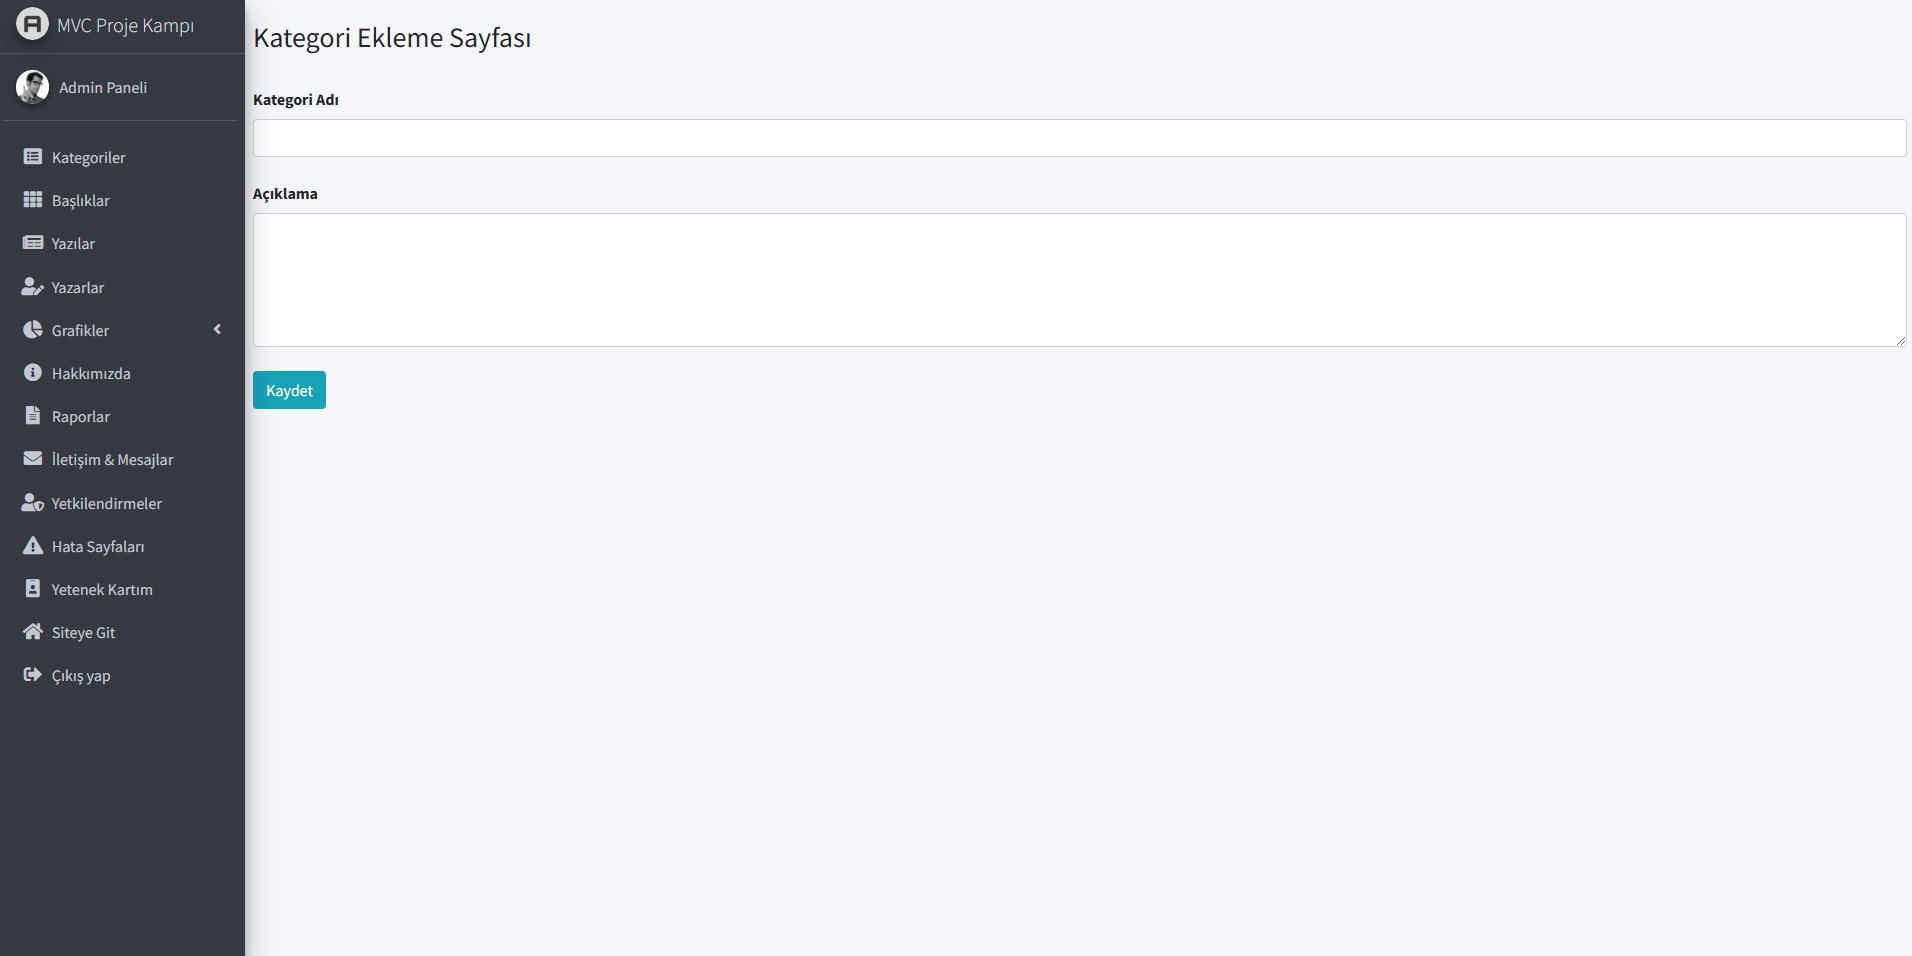 MVC Proje Kampı
Admin Paneli
Kategoriler
Başlıklar
Yazılar
Yazarlar
Grafikler
Hakkımızda
Raporlar
İletişim & Mesajlar
Yetkilendirmeler
Hata Sayfaları
Yetenek Kartım
Siteye Git
Çıkış yap
Kategori Ekleme Sayfası
Kategori Adı
Açıklama
Kaydet